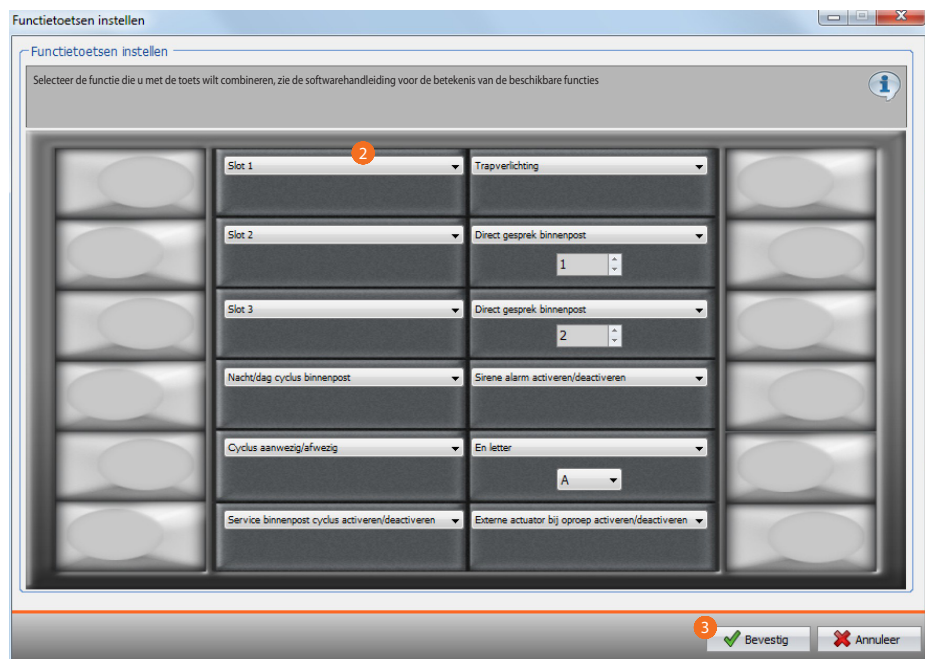 Functietoetsen instellen
Functietoetsen instellen
Selecteer de functie die u met de toets wilt combineren, zie de softwarehandleiding voor de betekenis van de beschikbare functies
2
Slot 1
Trapverlichting
Slot 2
Direct gesprek binnenpost
1
Slot 3
Direct gesprek binnenpost
2
Nacht/dag cyclus binnenpost
Sirene alarm activeren/deactiveren
Cyclus aanwezig/afwezig
En letter
A
Service binnenpost cyclus activeren/deactiveren
Externe actuator bij oproep activeren/deactiveren
3
Bevestig
Annuleer